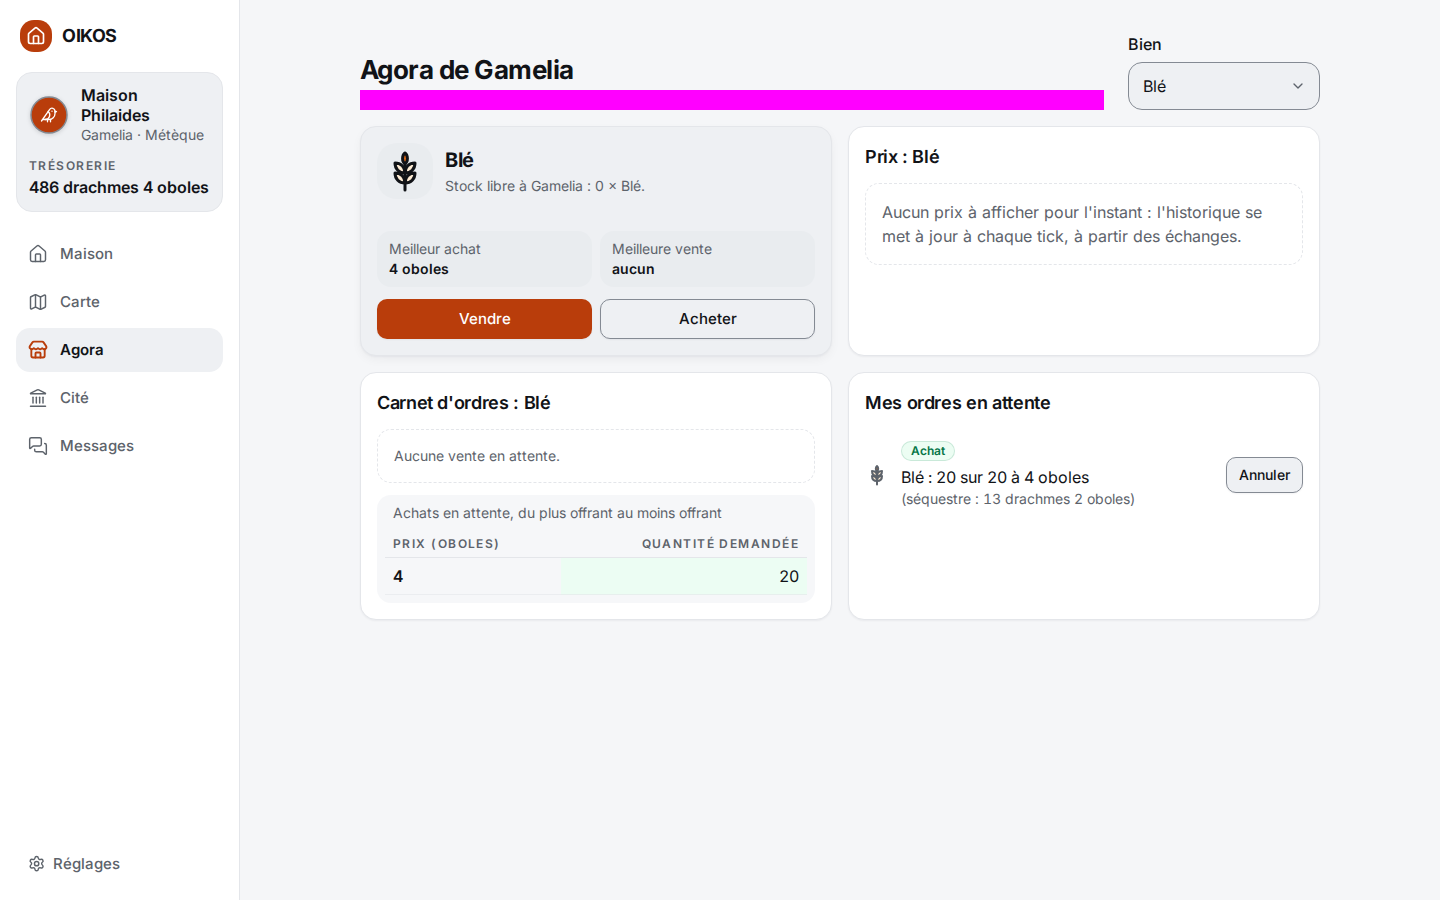 OIKOS
Maison
Philaides
Gamelia · Métèque
TRÉSORERIE
486 drachmes 4 oboles
Maison
Carte
Agora
Cité
Messages
Réglages
Agora de Gamelia
Bien
Blé
Blé
Stock libre à Gamelia : 0 × Blé.
Meilleur achat
4 oboles
Meilleure vente
aucun
Vendre
Acheter
Prix : Blé
Aucun prix à afficher pour l'instant : l'historique se
met à jour à chaque tick, à partir des échanges.
Carnet d'ordres : Blé
Aucune vente en attente.
Achats en attente, du plus offrant au moins offrant
PRIX (OBOLES) QUANTITÉ DEMANDÉE
4 20
Mes ordres en attente
Achat
Blé : 20 sur 20 à 4 oboles
(séquestre : 13 drachmes 2 oboles)
Annuler